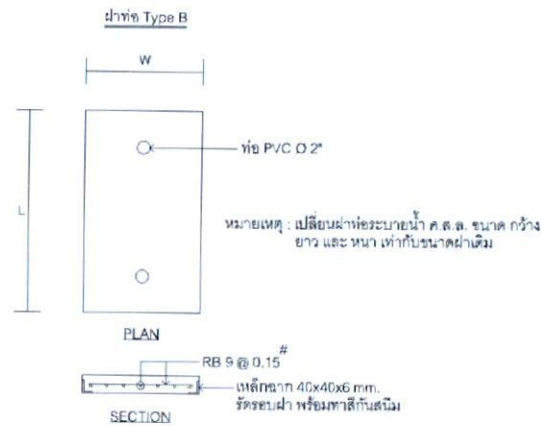 ฝาท่อ Type B
W
ท่อ PVC Ø 2"
L
หมายเหตุ : เปลี่ยนฝาท่อระบายน้ำ ค.ส.ล. ขนาด กว้าง
ยาว และ หนา เท่ากับขนาดฝาเดิม
PLAN
RB 9 @ 0.15 #
เหล็กฉาก 40x40x6 mm.
รัดรอบฝา พร้อมทาสีกันสนิม
SECTION